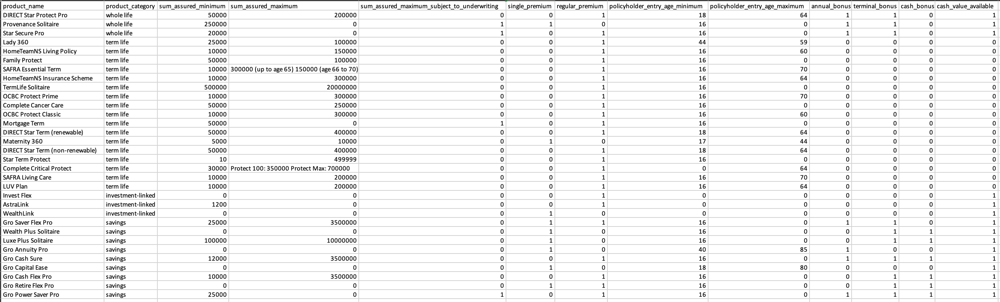 product_name product_category sum_assured_minimum sum_assured_maximum sum_assured_maximum_subject_to_underwriting single_premium regular_premium policyholder_entry_age_minimum policyholder_entry_age_maximum annual_bonus terminal_bonus cash_bonus cash_value_available
DIRECT Star Protect Pro whole life 50000 200000 0 0 1 18 64 1 1 0 1
Provenance Solitaire whole life 250000 0 1 1 0 16 0 1 1 0 1
Star Secure Pro whole life 20000 0 1 0 1 16 0 1 1 0 1
Lady 360 term life 25000 100000 0 0 1 44 59 0 0 0 0
HomeTeamNS Living Policy term life 10000 150000 0 0 1 16 60 0 0 0 0
Family Protect term life 50000 100000 0 0 1 16 0 0 0 0 0
SAFRA Essential Term term life 10000 300000 (up to age 65) 150000 (age 66 to 70) 0 0 1 16 70 0 0 0 0
HomeTeamNS Insurance Scheme term life 10000 300000 0 0 1 16 64 0 0 0 0
TermLife Solitaire term life 500000 20000000 0 0 1 16 0 0 0 0 0
OCBC Protect Prime term life 10000 300000 0 0 1 16 70 0 0 0 0
Complete Cancer Care term life 50000 250000 0 0 1 16 0 0 0 0 0
OCBC Protect Classic term life 10000 300000 0 0 1 16 60 0 0 0 0
Mortgage Term term life 50000 0 1 0 1 16 0 0 0 0 0
DIRECT Star Term (renewable) term life 50000 400000 0 0 1 18 64 0 0 0 0
Maternity 360 term life 5000 10000 0 1 0 17 44 0 0 0 0
DIRECT Star Term (non-renewable) term life 50000 400000 0 0 1 18 64 0 0 0 0
Star Term Protect term life 10 499999 0 0 1 16 0 0 0 0 0
Complete Critical Protect term life 30000 Protect 100: 350000 Protect Max: 700000 0 0 1 0 64 0 0 0 0
SAFRA Living Care term life 10000 200000 0 0 1 16 70 0 0 0 0
LUV Plan term life 10000 200000 0 0 1 16 64 0 0 0 0
Invest Flex investment-linked 0 0 0 0 1 0 0 0 0 0 1
AstraLink investment-linked 1200 0 0 0 1 0 0 0 0 0 1
WealthLink investment-linked 0 0 0 1 0 0 0 0 0 0 1
Gro Saver Flex Pro savings 25000 3500000 0 1 1 16 0 1 1 0 1
Wealth Plus Solitaire savings 0 0 0 1 0 16 0 0 1 1 1
Luxe Plus Solitaire savings 100000 10000000 0 1 0 16 0 0 1 1 1
Gro Annuity Pro savings 0 0 0 1 0 40 85 1 0 0 1
Gro Cash Sure savings 12000 3500000 0 0 1 16 0 1 1 1 1
Gro Capital Ease savings 0 0 0 1 0 18 80 0 0 0 1
Gro Cash Flex Pro savings 10000 3500000 0 0 1 16 0 0 1 1 1
Gro Retire Flex Pro savings 0 0 0 1 1 16 0 0 1 1 1
Gro Power Saver Pro savings 25000 0 1 0 1 16 0 1 1 1 1